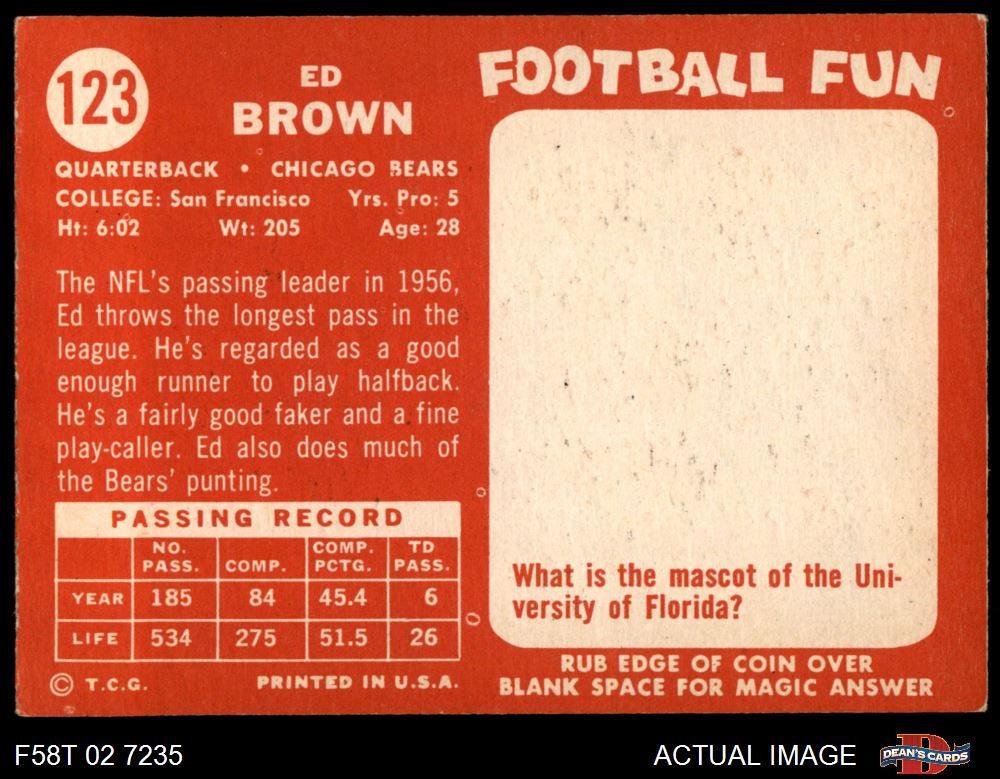 123
ED
BROWN
QUARTERBACK • CHICAGO BEARS
COLLEGE: San Francisco Yrs. Pro: 5
Ht: 6:02 Wt: 205 Age: 28
The NFL's passing leader in 1956,
Ed throws the longest pass in the
league. He's regarded as a good
enough runner to play halfback.
He's a fairly good faker and a fine
play-caller. Ed also does much of
the Bears' punting.
PASSING RECORD
NO. PASS. COMP. COMP. PCTG. TD PASS.
YEAR 185 84 45.4 6
LIFE 534 275 51.5 26
© T.C.G. PRINTED IN U.S.A.
FOOTBALL FUN
What is the mascot of the Uni-
versity of Florida?
RUB EDGE OF COIN OVER
BLANK SPACE FOR MAGIC ANSWER
F58T 02 7235 ACTUAL IMAGE D DEAN'S CARDS